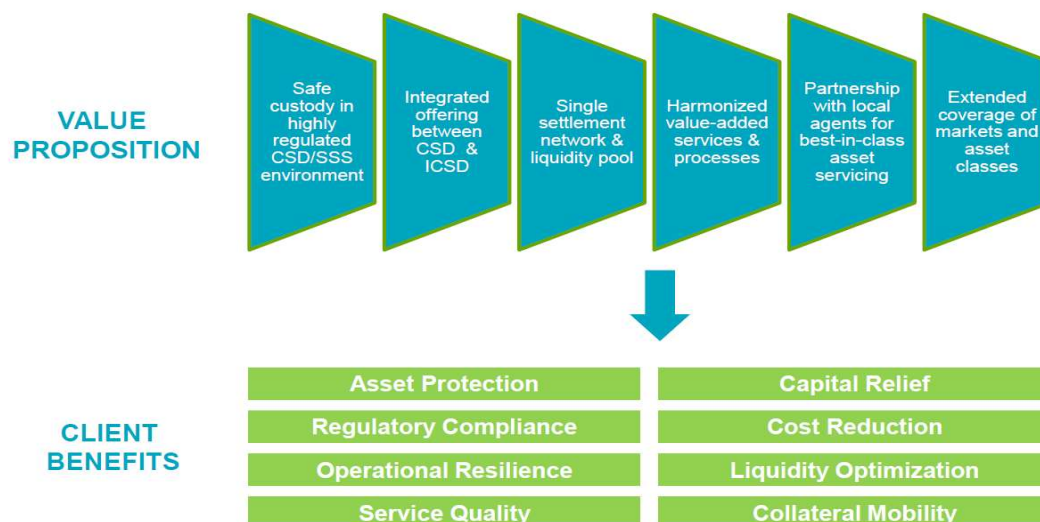 VALUE
PROPOSITION
Safe
custody in
highly
regulated
CSD/SSS
environment
Integrated
offering
between
CSD &
ICSD
Single
settlement
network &
liquidity pool
Harmonized
value-added
services &
processes
Partnership
with local
agents for
best-in-class
asset
servicing
Extended
coverage of
markets and
asset
classes
CLIENT
BENEFITS
Asset Protection
Capital Relief
Regulatory Compliance
Cost Reduction
Operational Resilience
Liquidity Optimization
Service Quality
Collateral Mobility